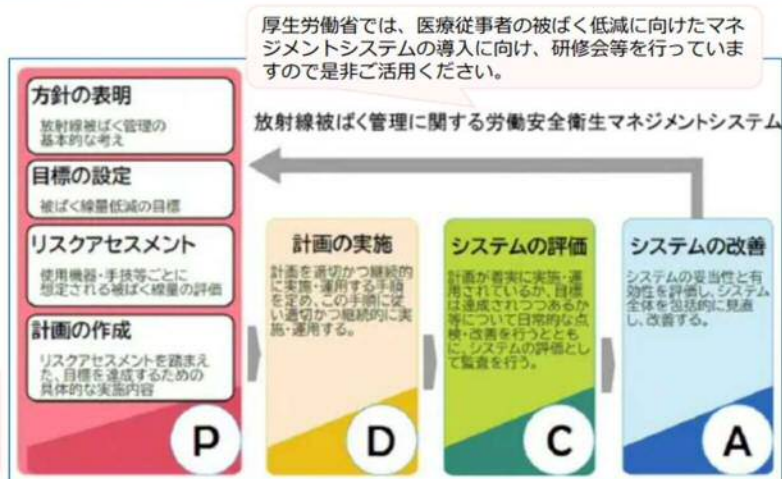 厚生労働省では、医療従事者の被ばく低減に向けたマネ
ジメントシステムの導入に向け、研修会等を行っていま
すので是非ご活用ください。
放射線被ばく管理に関する労働安全衛生マネジメントシステム
方針の表明
放射線被ばく管理の
基本的な考え
目標の設定
被ばく線量低減の目標
リスクアセスメント
使用機器・手技等ごとに
想定される被ばく線量の評価
計画の作成
リスクアセスメントを踏まえ
た、目標を達成するための
具体的な実施内容
P
計画の実施
計画を適切かつ継続的
に実施・運用する手順
を定め、この手順に従
い適切かつ継続的に実
施・運用する。
D
システムの評価
計画が着実に実施・運
用されているか、目標
は達成されつつあるか
等について日常的な点
検・改善を行うととも
に、システムの評価とし
て監査を行う。
C
システムの改善
システムの妥当性と有
効性を評価し、システム
全体を包括的に見直
し、改善する。
A